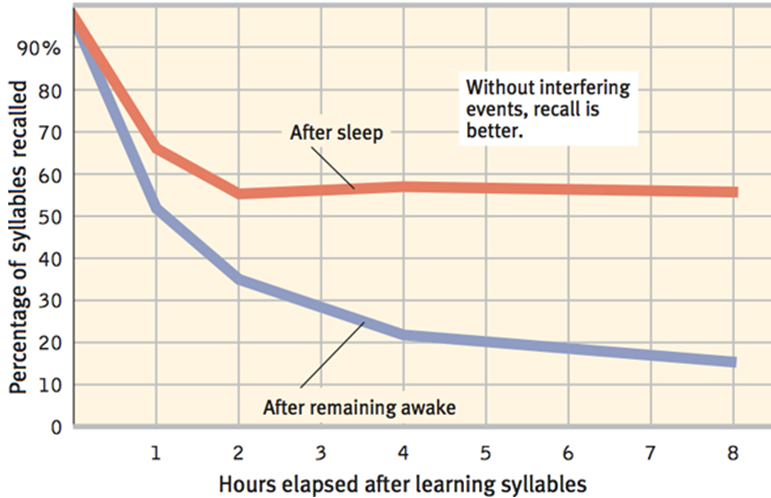 Percentage of syllables recalled
90%
80
70
60
50
40
30
20
10
0
Without interfering
events, recall is
better.
After sleep
After remaining awake
1 2 3 4 5 6 7 8
Hours elapsed after learning syllables